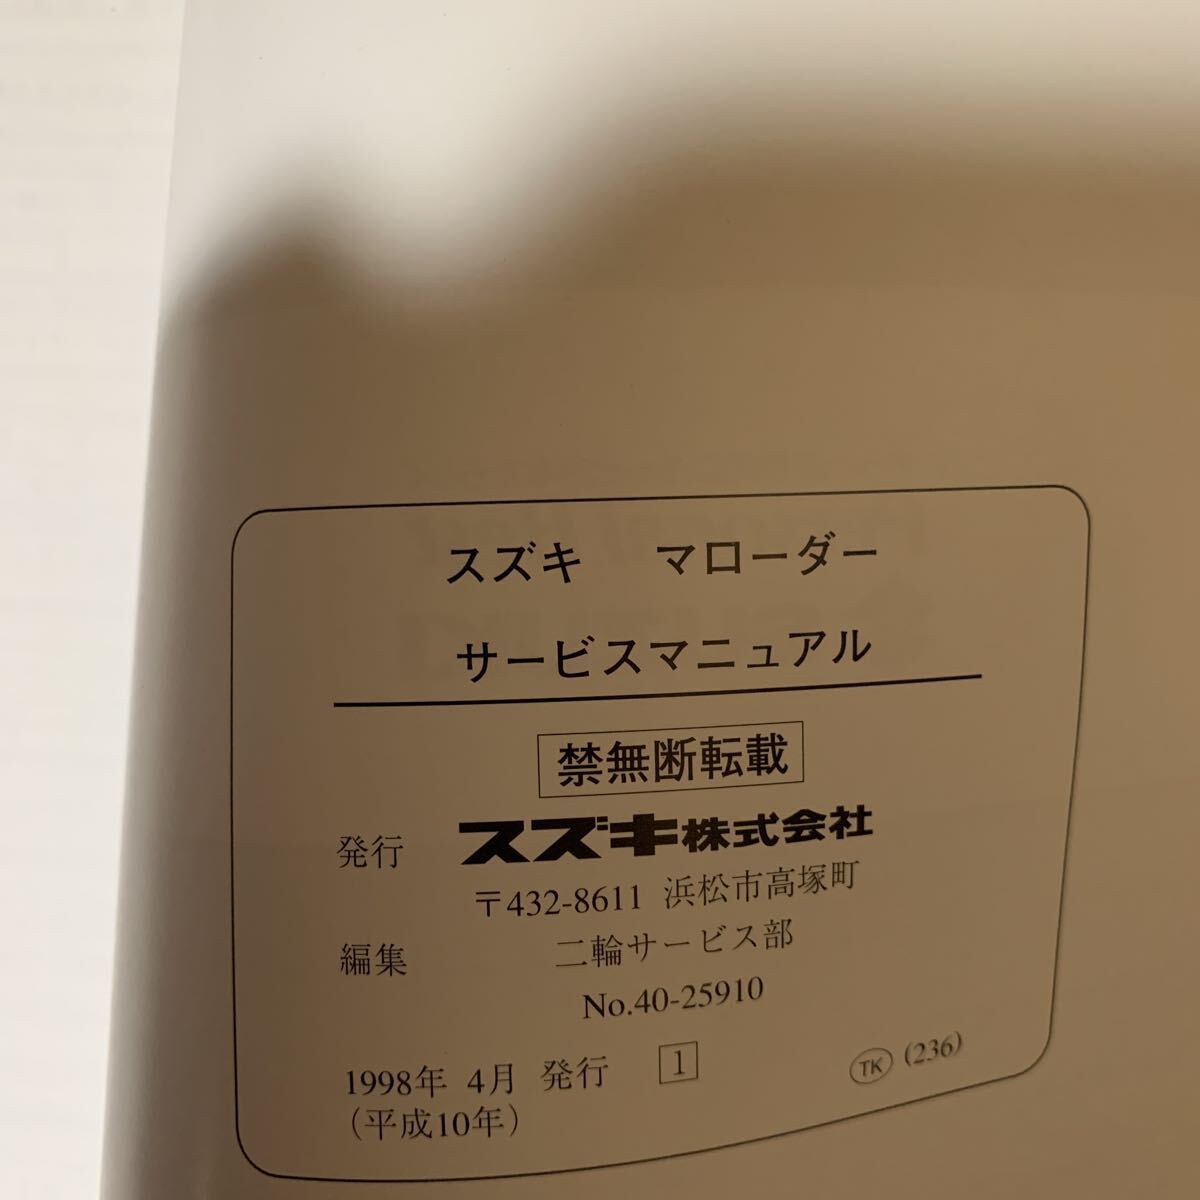 スズキ マローダー
サービスマニュアル
禁無断転載
発行 スズキ株式会社
〒432-8611 浜松市高塚町
編集 二輪サービス部
No.40-25910
1998年 4月 発行 1 TK (236)
(平成10年)